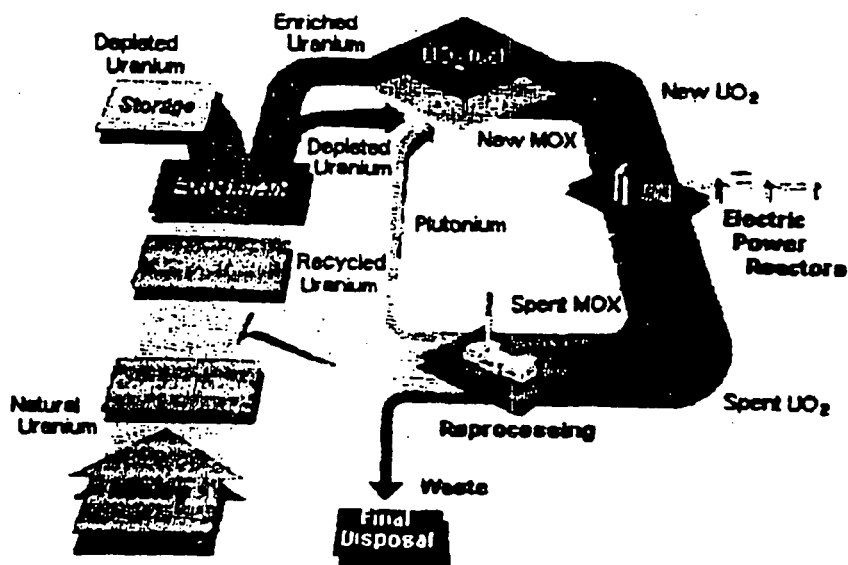 Enriched
Uranium
Depleted
Uranium
Storage
New UO₂
New MOX
Depleted
Uranium
Enrichment
Plutonium
Electric
Power
Reactors
Recycled
Uranium
Spent MOX
Natural
Uranium
Spent UO₂
Reprocessing
Waste
Final
Disposal